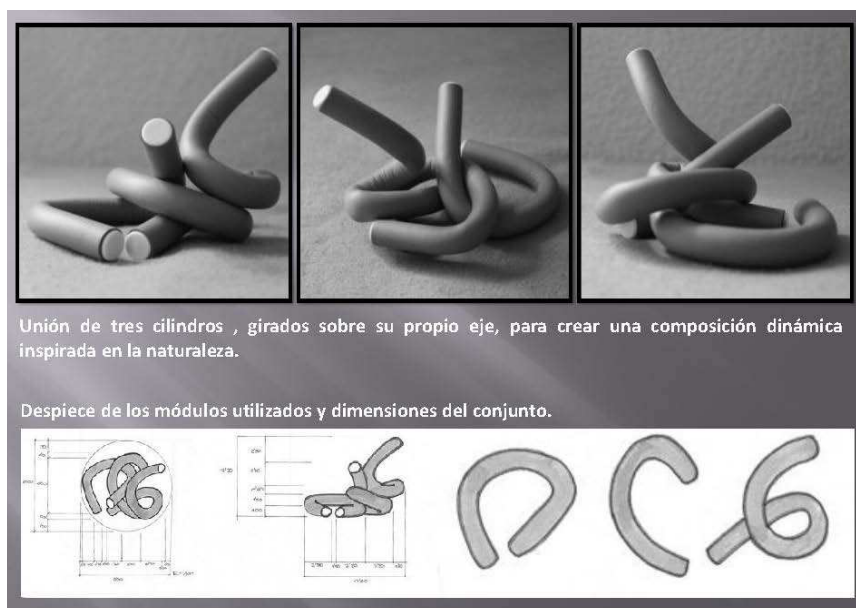 Unión de tres cilindros , girados sobre su propio eje, para crear una composición dinámica
inspirada en la naturaleza.
Despiece de los módulos utilizados y dimensiones del conjunto.